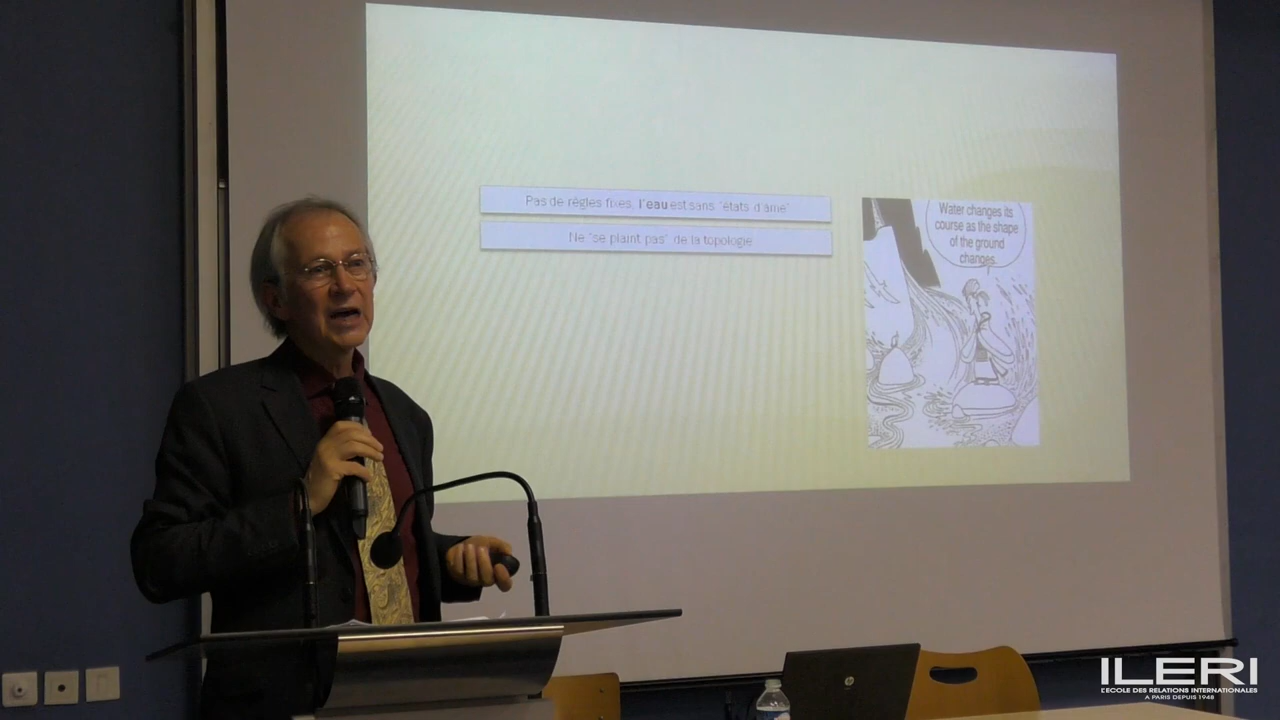 Pas de règles fixes, l'eau est sans "états d'âme"
Ne "se plaint pas" de la topologie
Water changes its
course as the shape
of the ground
changes.
hp
ILERI
L'ECOLE DES RELATIONS INTERNATIONALES
A PARIS DEPUIS 1948